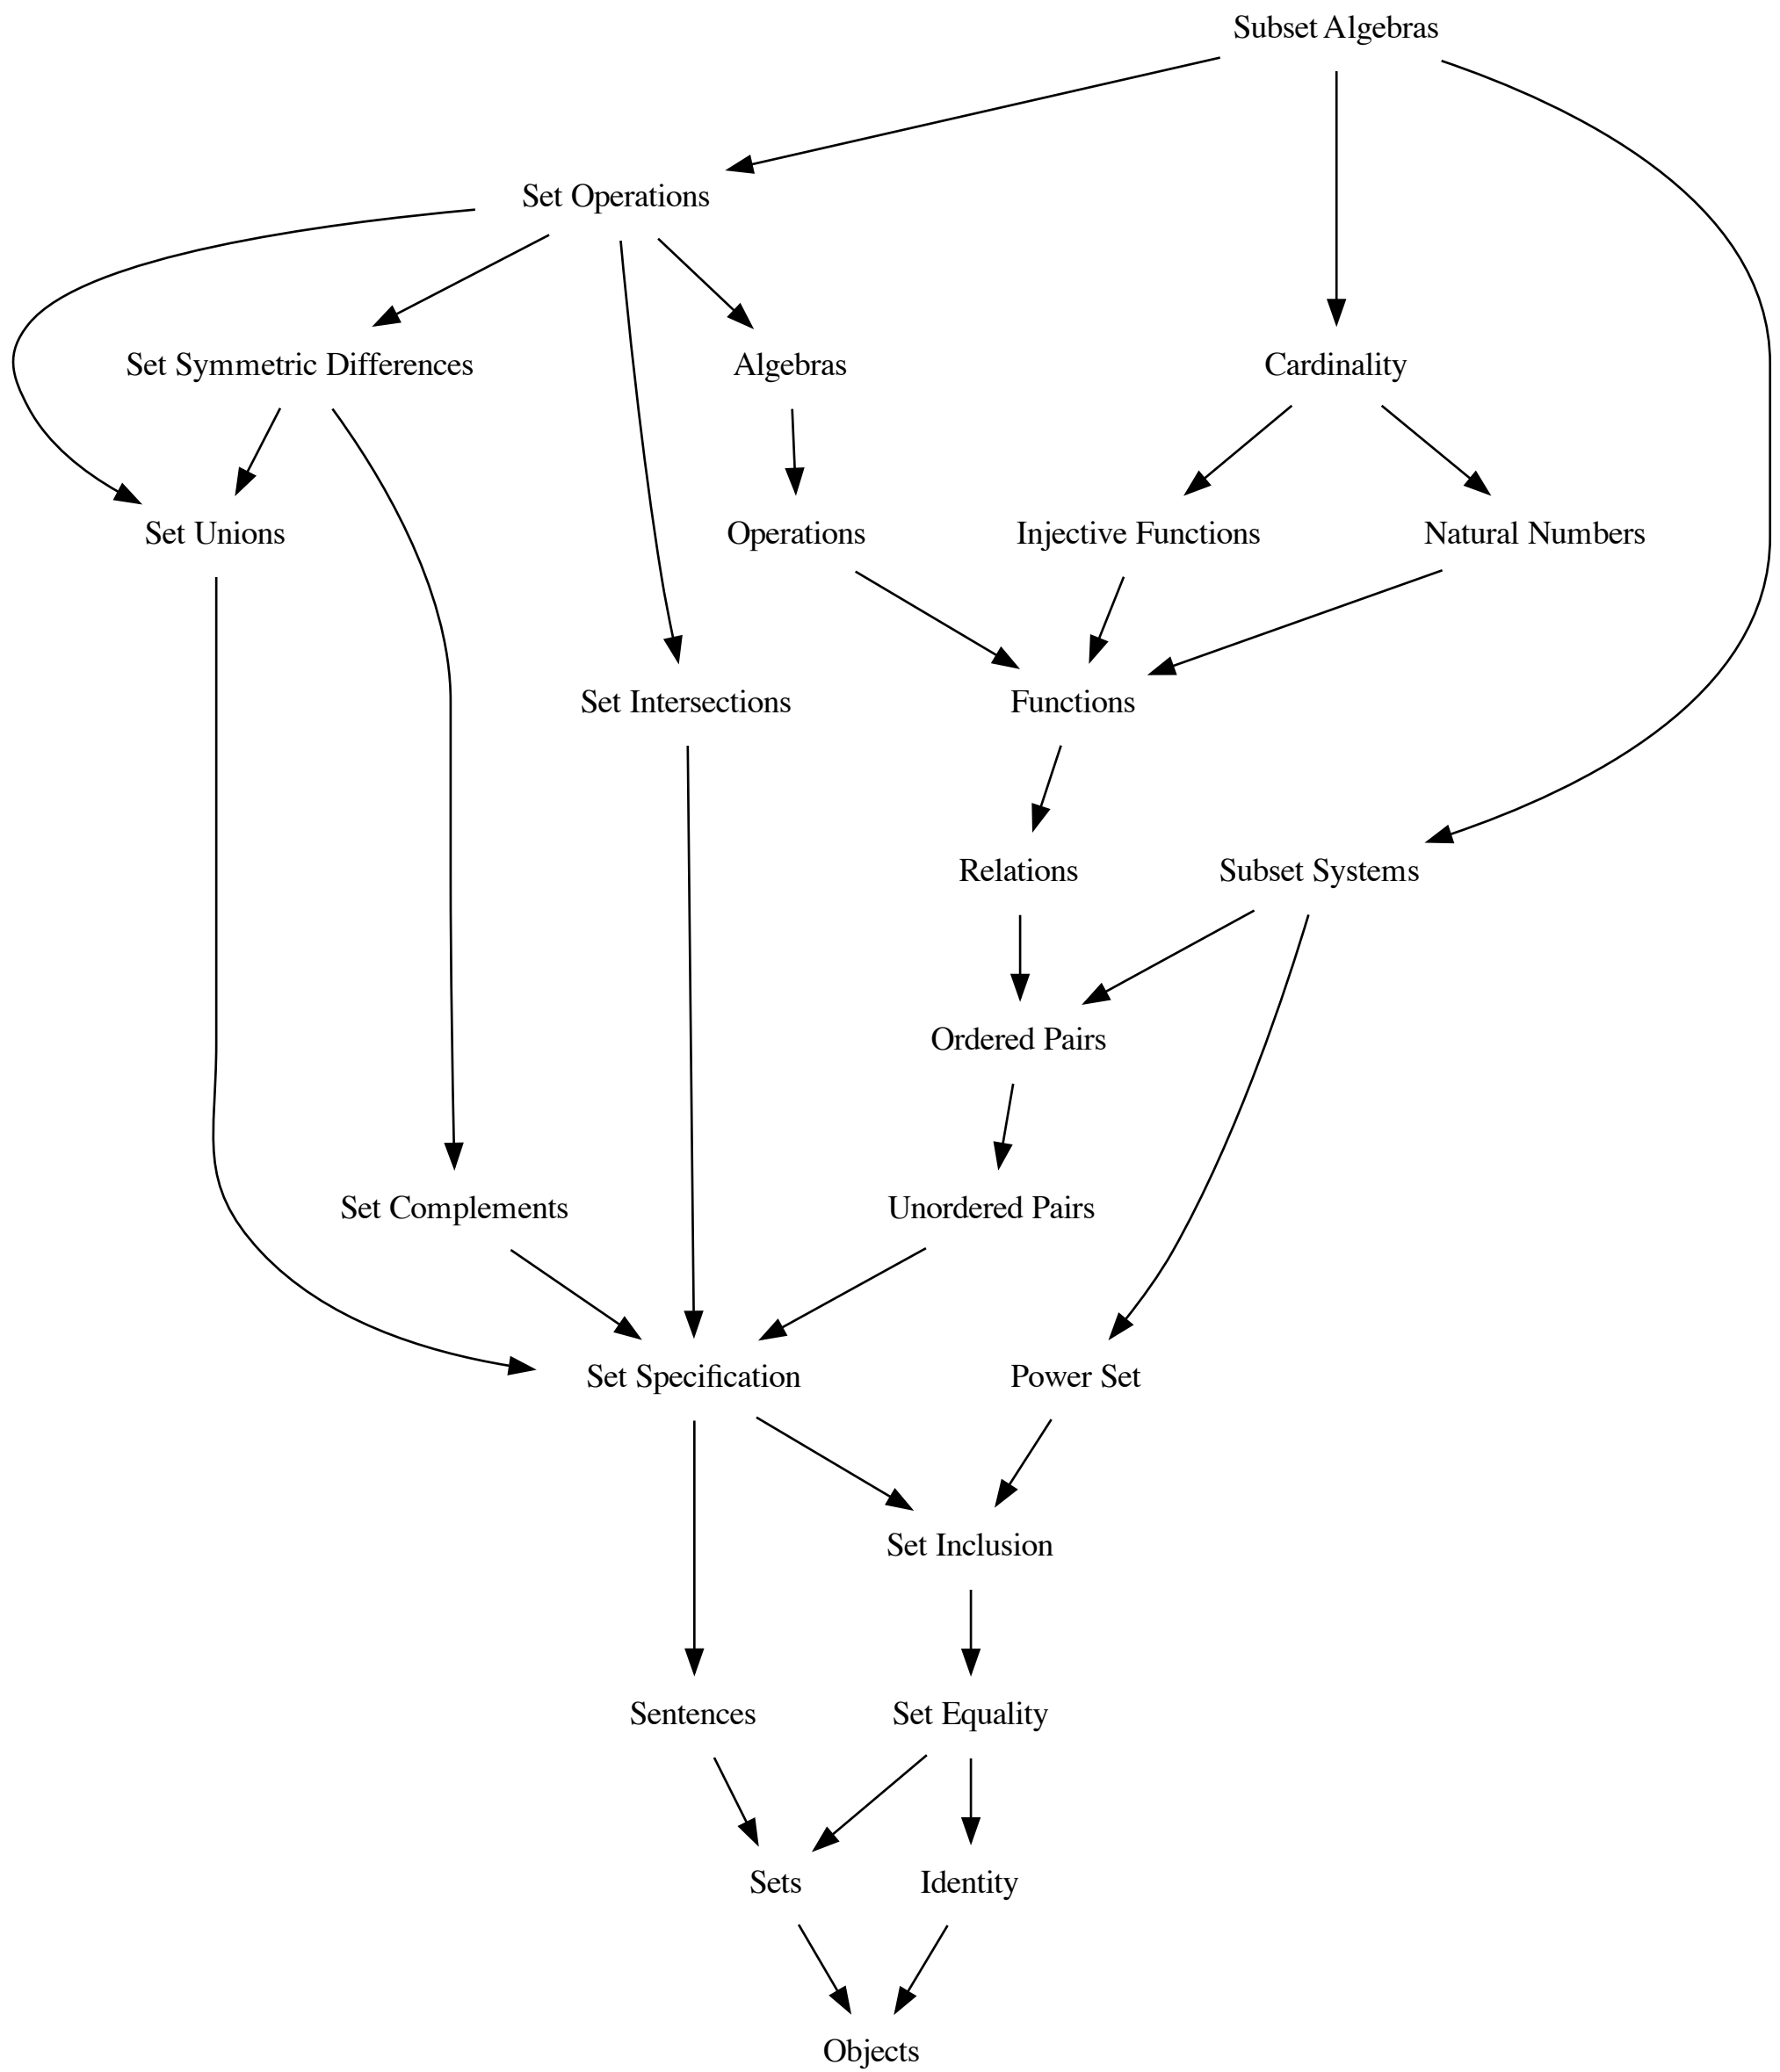 Subset Algebras
Set Operations
Set Symmetric Differences
Algebras
Cardinality
Set Unions
Operations
Injective Functions
Natural Numbers
Set Intersections
Functions
Relations
Subset Systems
Ordered Pairs
Set Complements
Unordered Pairs
Set Specification
Power Set
Set Inclusion
Sentences
Set Equality
Sets
Identity
Objects